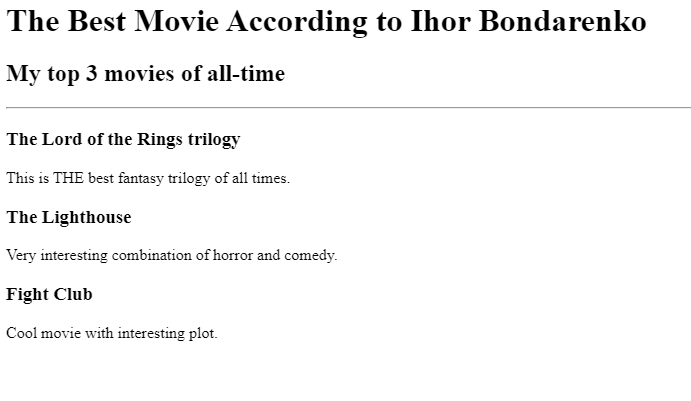 The Best Movie According to Ihor Bondarenko
My top 3 movies of all-time
The Lord of the Rings trilogy
This is THE best fantasy trilogy of all times.
The Lighthouse
Very interesting combination of horror and comedy.
Fight Club
Cool movie with interesting plot.